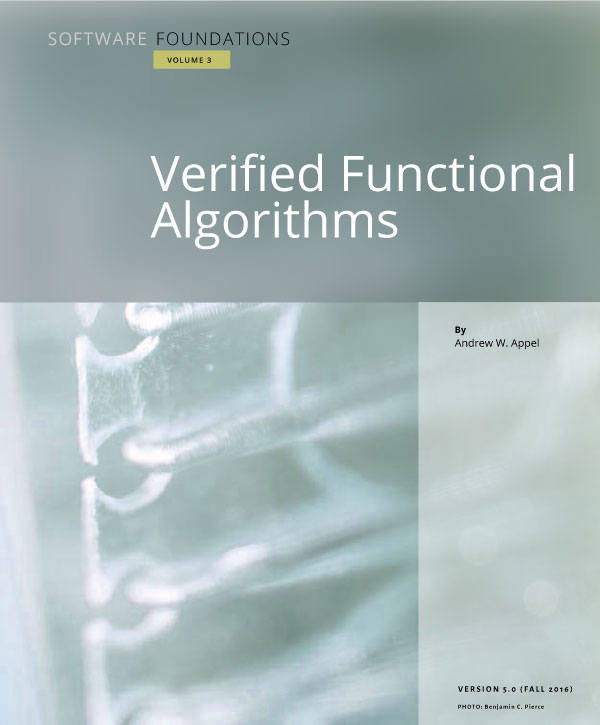 SOFTWARE FOUNDATIONS
VOLUME 3
Verified Functional
Algorithms
By
Andrew W. Appel
VERSION 5.0 (FALL 2016)
PHOTO: Benjamin C. Pierce